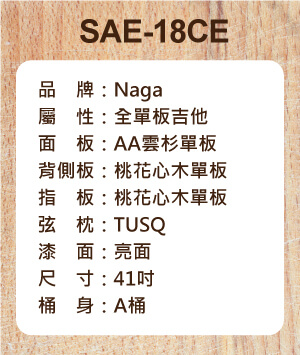 SAE-18CE
品　牌：Naga
屬　性：全單板吉他
面　板：AA雲杉單板
背側板：桃花心木單板
指　板：桃花心木單板
弦　枕：TUSQ
漆　面：亮面
尺　寸：41吋
桶　身：A桶